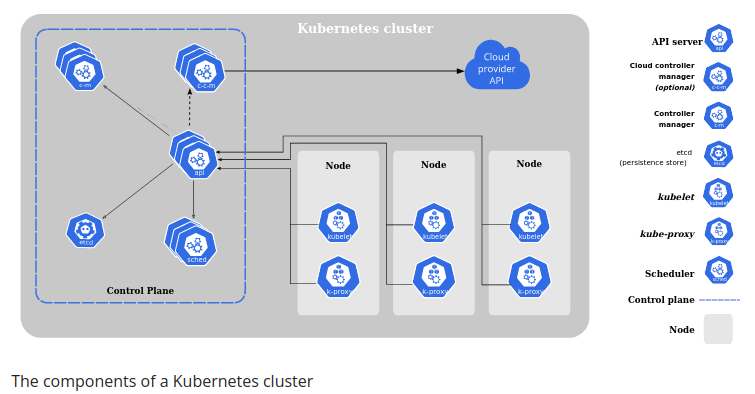 Kubernetes cluster
c-m
c-c-m
Cloud
provider
API
api
etcd
sched
Control Plane
Node
kubelet
k-proxy
Node
kubelet
k-proxy
Node
kubelet
k-proxy
API server
api
Cloud controller
manager
(optional)
c-c-m
Controller
manager
c-m
etcd
(persistence store)
etcd
kubelet
kubelet
kube-proxy
k-proxy
Scheduler
sched
Control plane
Node
The components of a Kubernetes cluster